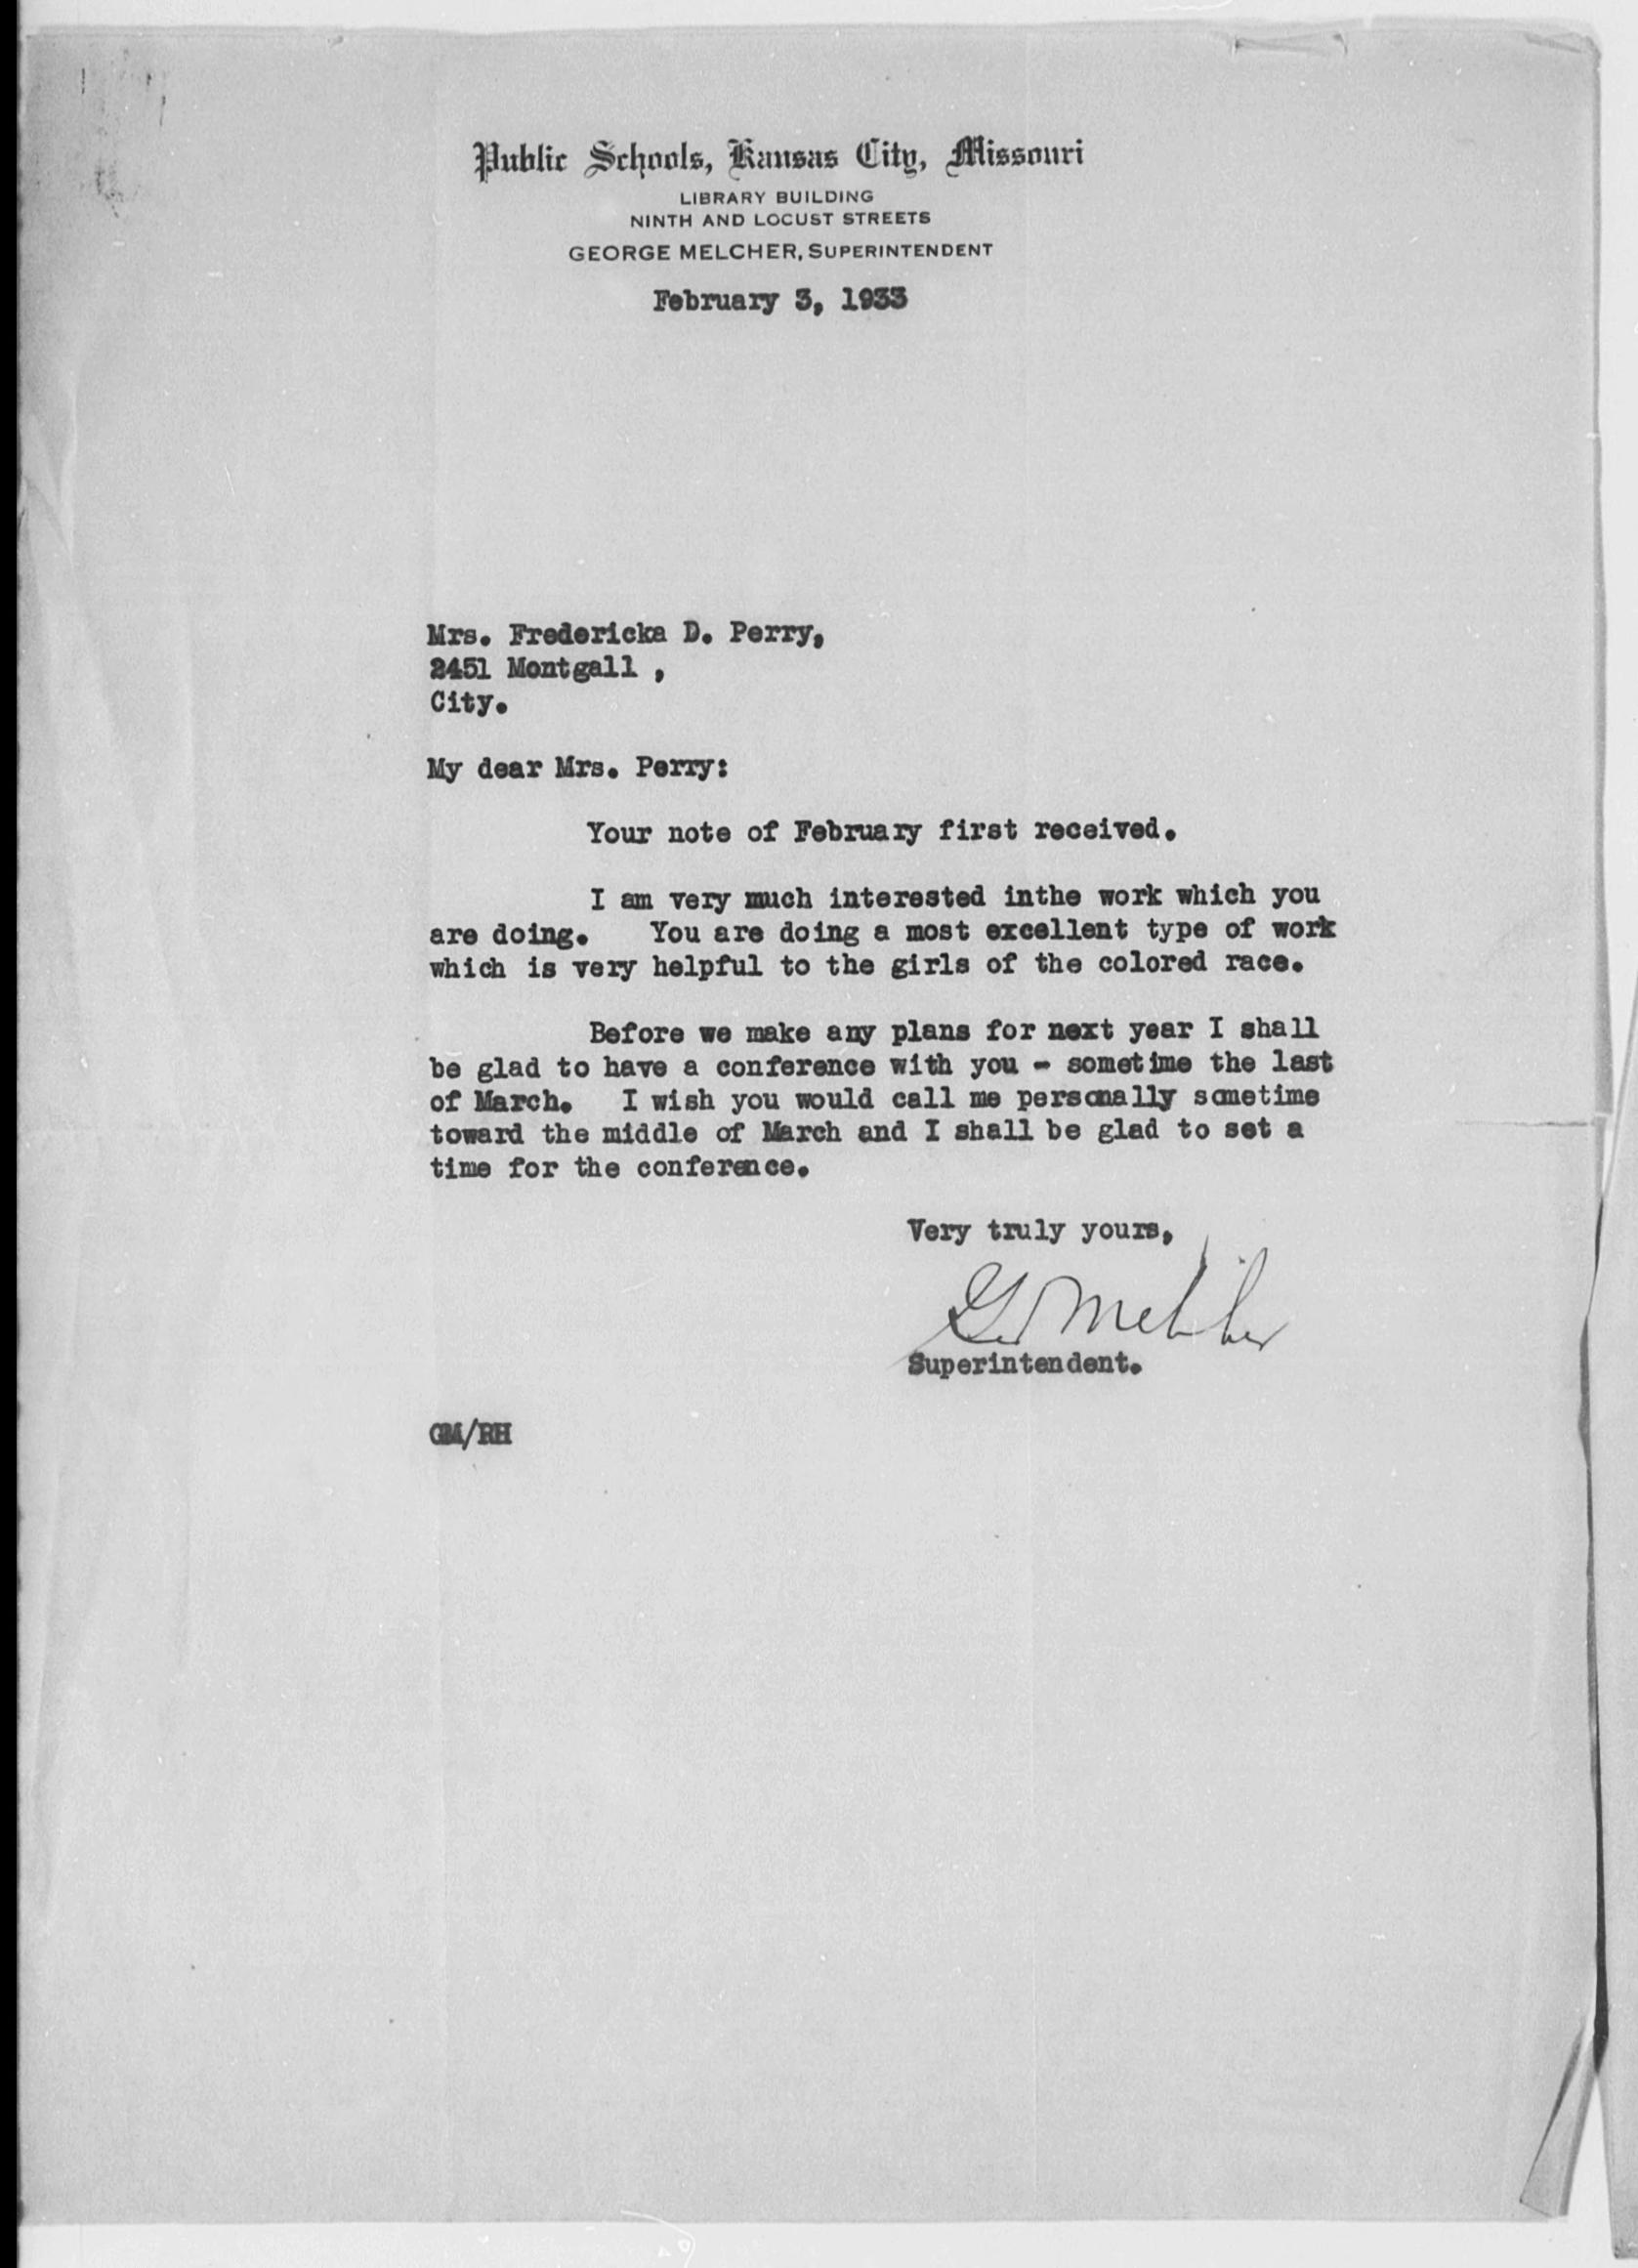 Public Schools, Kansas City, Missouri
LIBRARY BUILDING
NINTH AND LOCUST STREETS
GEORGE MELCHER, SUPERINTENDENT
February 3, 1933
Mrs. Fredericka D. Perry,
2451 Montgall ,
City.
My dear Mrs. Perry:
Your note of February first received.
I am very much interested inthe work which you
are doing. You are doing a most excellent type of work
which is very helpful to the girls of the colored race.
Before we make any plans for next year I shall
be glad to have a conference with you - sometime the last
of March. I wish you would call me personally sometime
toward the middle of March and I shall be glad to set a
time for the conference.
Very truly yours,
Geo Melcher
Superintendent.
GM/RH